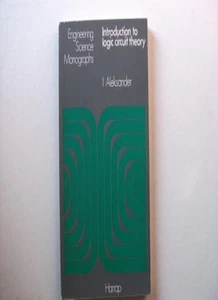 Engineering
Science
Monographs
Introduction to
logic circuit theory
I Aleksander
Harrap